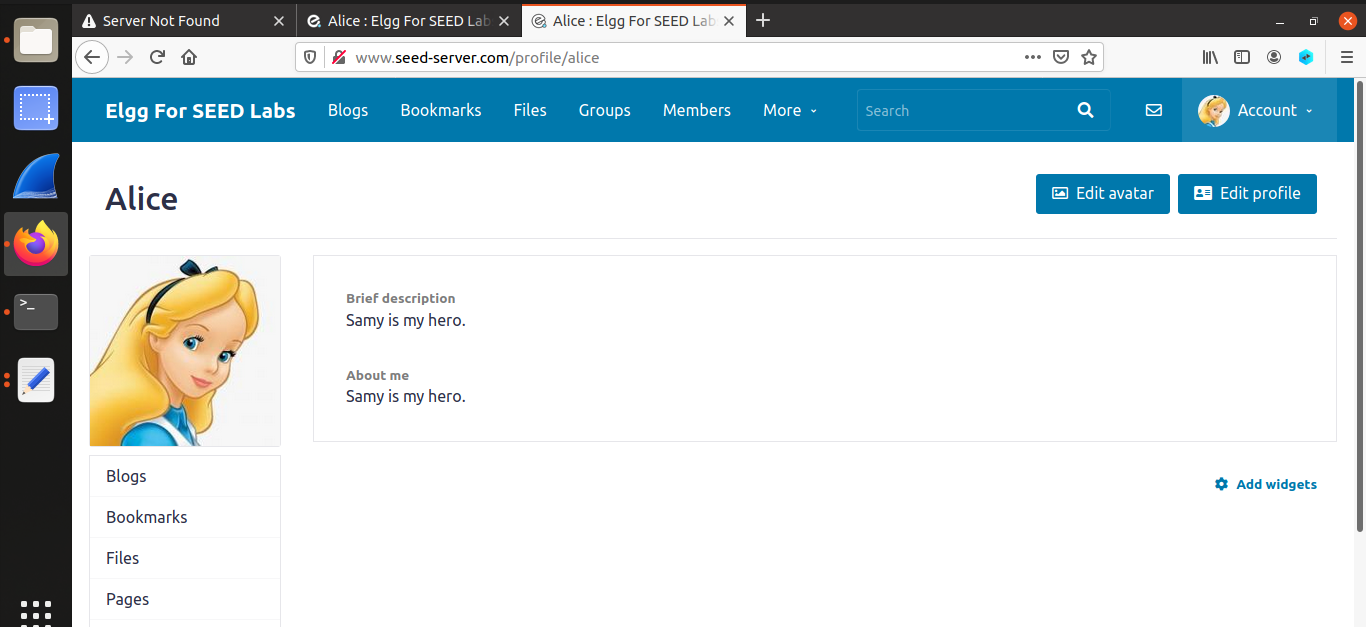 Server Not Found
Alice : Elgg For SEED Lab
Alice : Elgg For SEED Lab
www.seed-server.com/profile/alice
Elgg For SEED Labs Blogs Bookmarks Files Groups Members More Search Account
Alice
Edit avatar Edit profile
Brief description
Samy is my hero.
About me
Samy is my hero.
Add widgets
Blogs
Bookmarks
Files
Pages